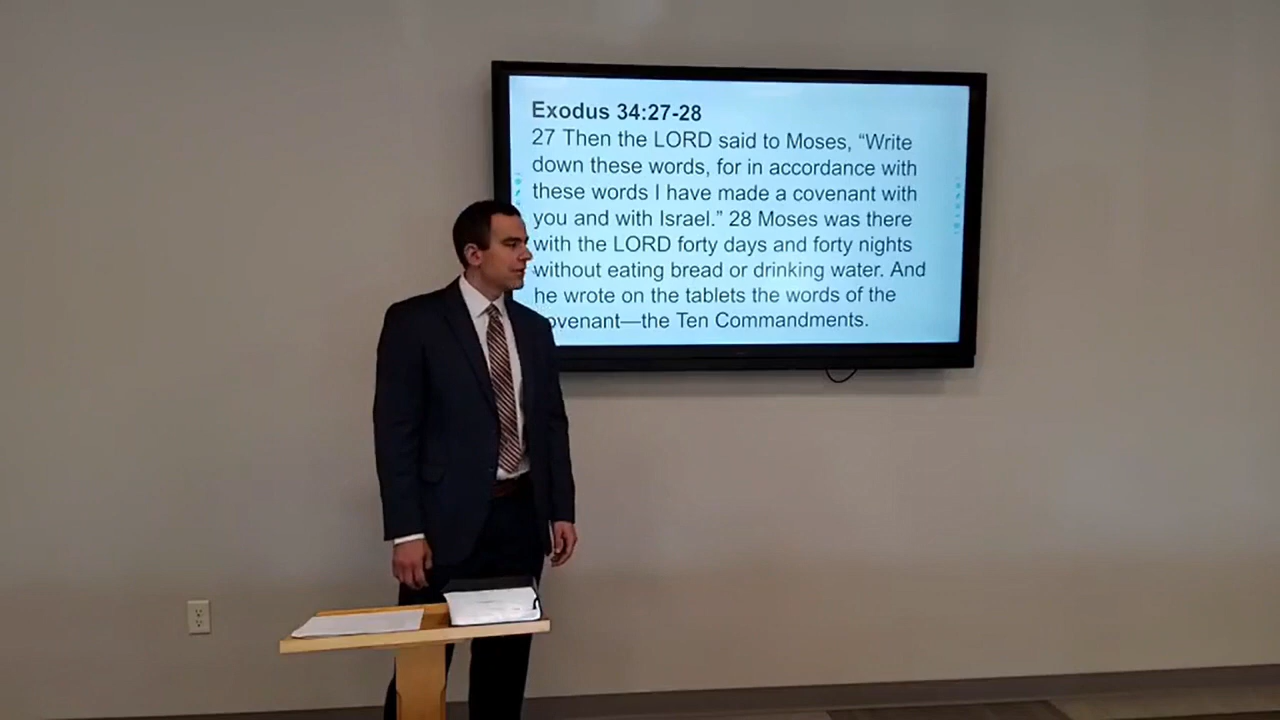 Exodus 34:27-28
27 Then the LORD said to Moses, “Write
down these words, for in accordance with
these words I have made a covenant with
you and with Israel.” 28 Moses was there
with the LORD forty days and forty nights
without eating bread or drinking water. And
he wrote on the tablets the words of the
ovenant—the Ten Commandments.